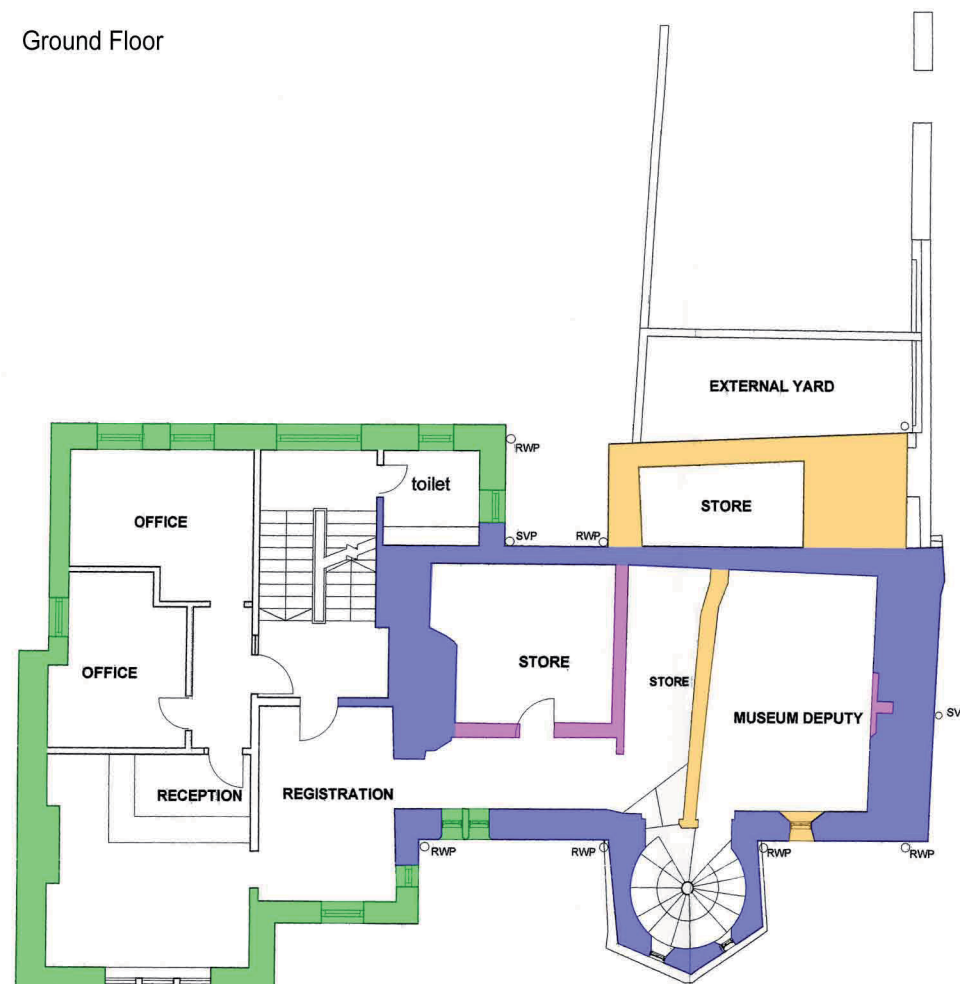 Ground Floor
EXTERNAL YARD
RWP
toilet
STORE
OFFICE
SVP
RWP
STORE
OFFICE
STORE
MUSEUM DEPUTY
SV
RECEPTION
REGISTRATION
RWP
RWP
RWP
RWP